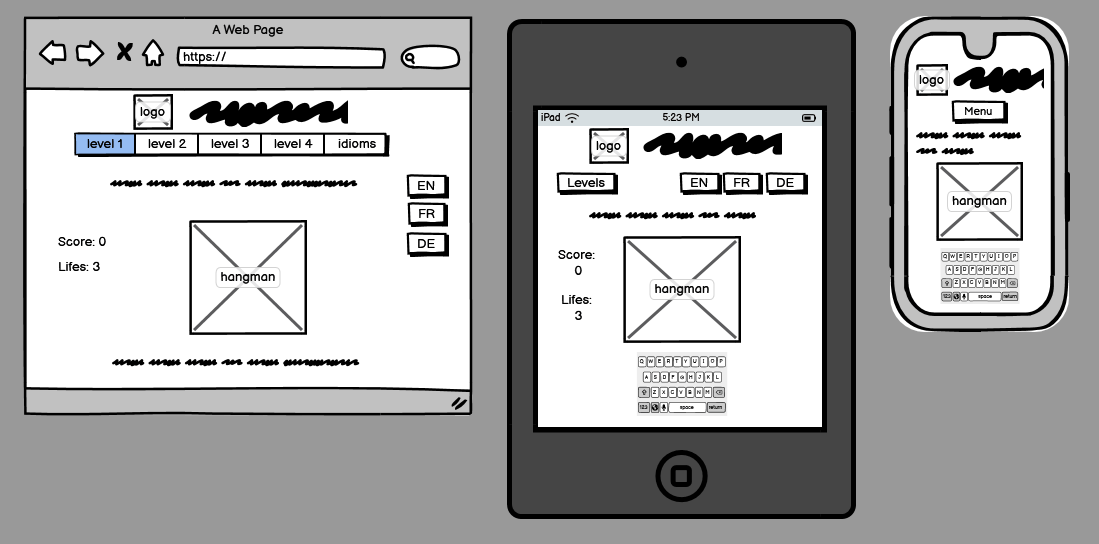 A Web Page
https://
logo
level 1 level 2 level 3 level 4 idioms
EN
FR
DE
Score: 0
Lifes: 3
hangman
iPad 5:23 PM
logo
Levels EN FR DE
Score:
0
Lifes:
3
hangman
Q W E R T Y U I O P
A S D F G H J K L
Z X C V B N M
123 space return
logo
Menu
hangman
Q W E R T Y U I O P
A S D F G H J K L
Z X C V B N M
123 space return